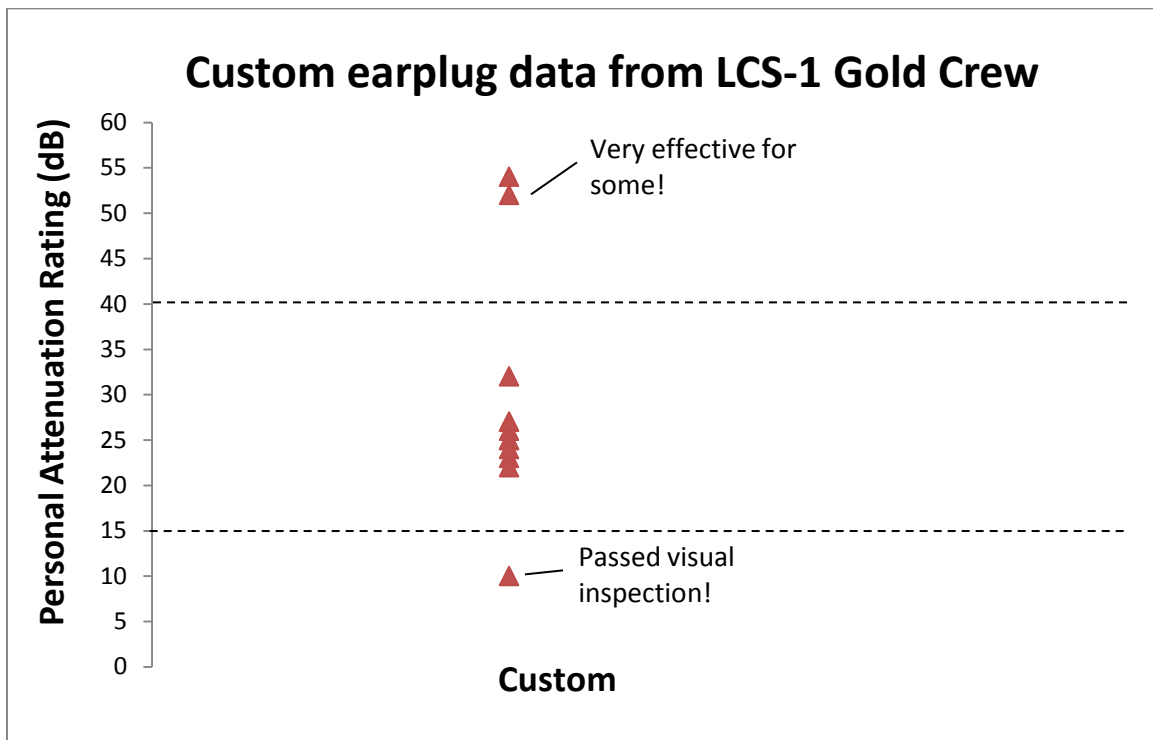 Custom earplug data from LCS-1 Gold Crew
Personal Attenuation Rating (dB)
60
55
50
45
40
35
30
25
20
15
10
5
0
Very effective for
some!
Passed visual
inspection!
Custom